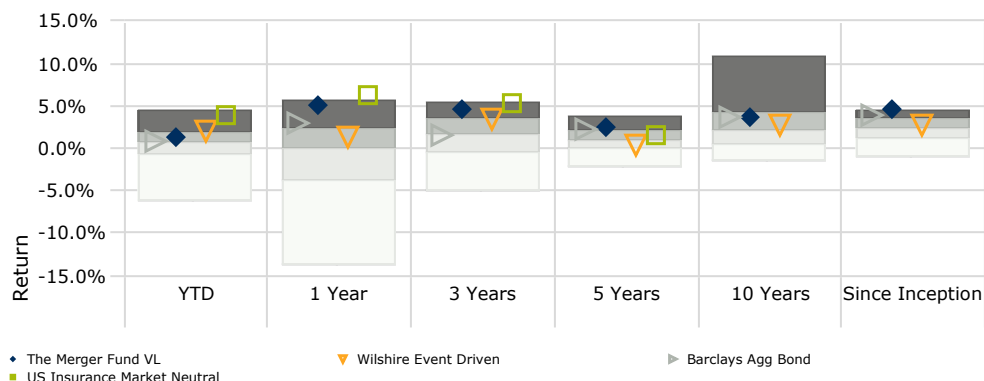 15.0%
10.0%
5.0%
0.0%
-5.0%
-10.0%
-15.0%
Return
YTD
1 Year
3 Years
5 Years
10 Years
Since Inception
The Merger Fund VL
Wilshire Event Driven
Barclays Agg Bond
US Insurance Market Neutral